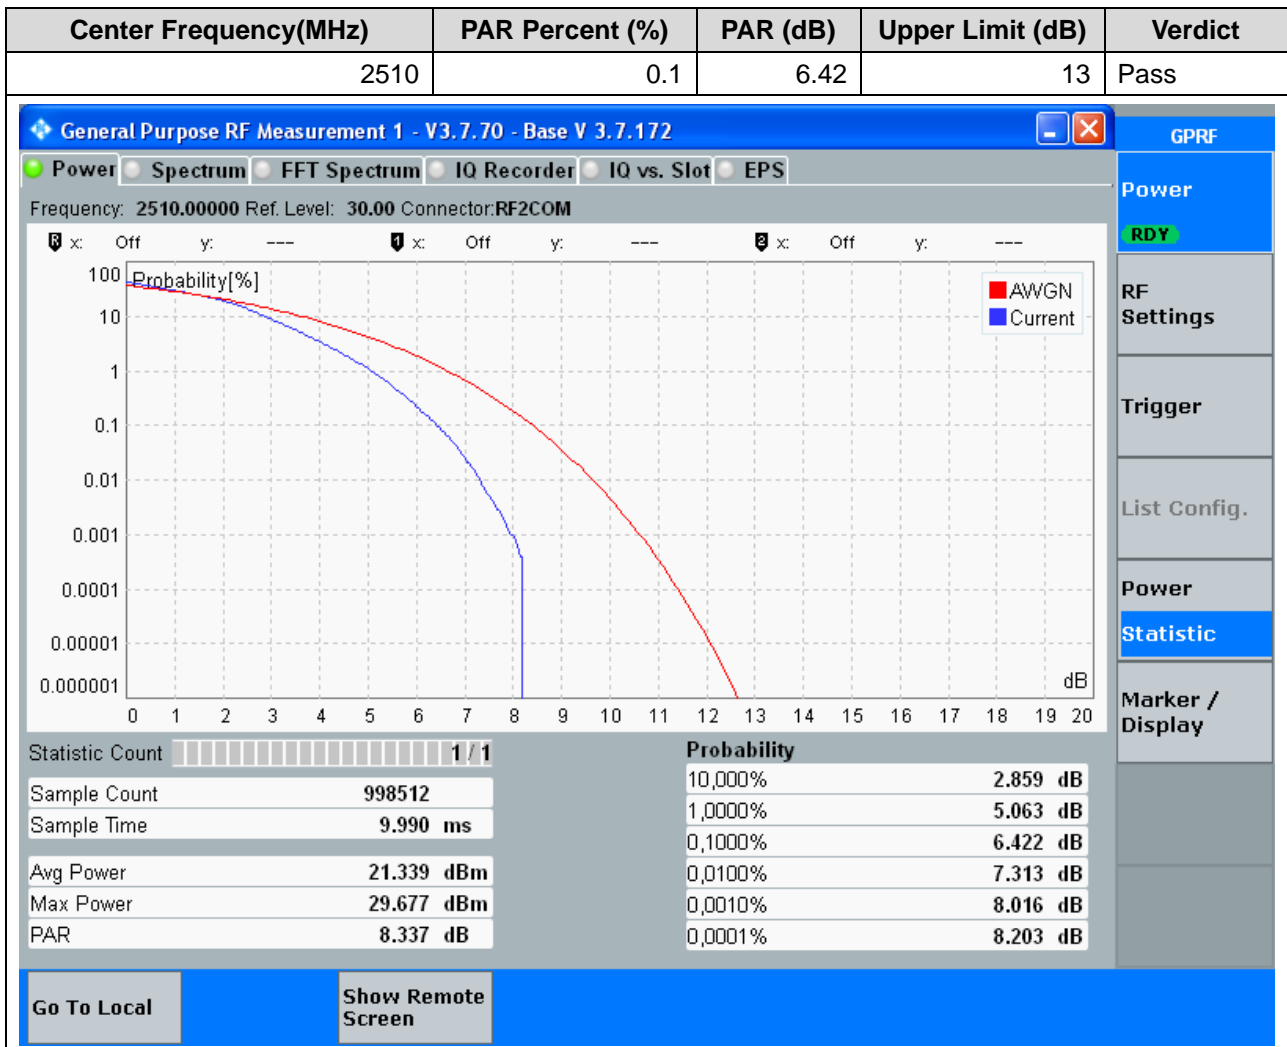 Center Frequency(MHz) PAR Percent (%) PAR (dB) Upper Limit (dB) Verdict
2510 0.1 6.42 13 Pass
General Purpose RF Measurement 1 - V3.7.70 - Base V 3.7.172
GPRF
Power Spectrum FFT Spectrum IQ Recorder IQ vs. Slot EPS
Frequency: 2510.00000 Ref. Level: 30.00 Connector:RF2COM
R x: Off y: --- 1 x: Off y: --- 2 x: Off y: ---
Probability[%]
AWGN
Current
100
10
1
0.1
0.01
0.001
0.0001
0.00001
0.000001
dB
0 1 2 3 4 5 6 7 8 9 10 11 12 13 14 15 16 17 18 19 20
Statistic Count 1 / 1
Sample Count 998512
Sample Time 9.990 ms
Avg Power 21.339 dBm
Max Power 29.677 dBm
PAR 8.337 dB
Probability
10,000% 2.859 dB
1,0000% 5.063 dB
0,1000% 6.422 dB
0,0100% 7.313 dB
0,0010% 8.016 dB
0,0001% 8.203 dB
Power
RDY
RF
Settings
Trigger
List Config.
Power
Statistic
Marker /
Display
Go To Local
Show Remote
Screen